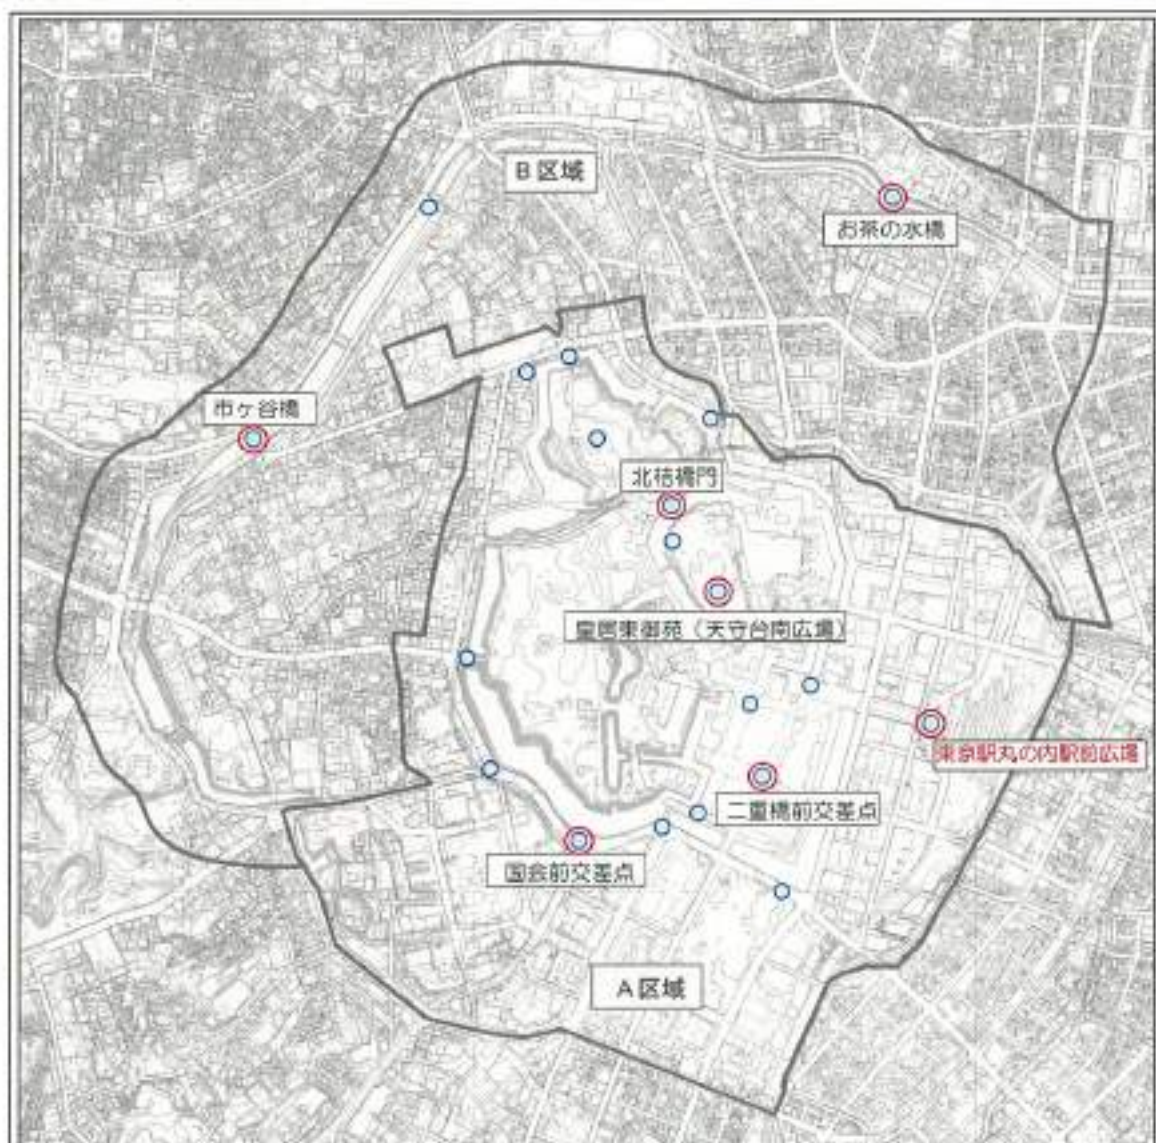 B区域
お茶の水橋
市ヶ谷橋
北桔橋門
皇居東御苑（天守台南広場）
東京駅丸の内駅前広場
二重橋前交差点
国会前交差点
A区域